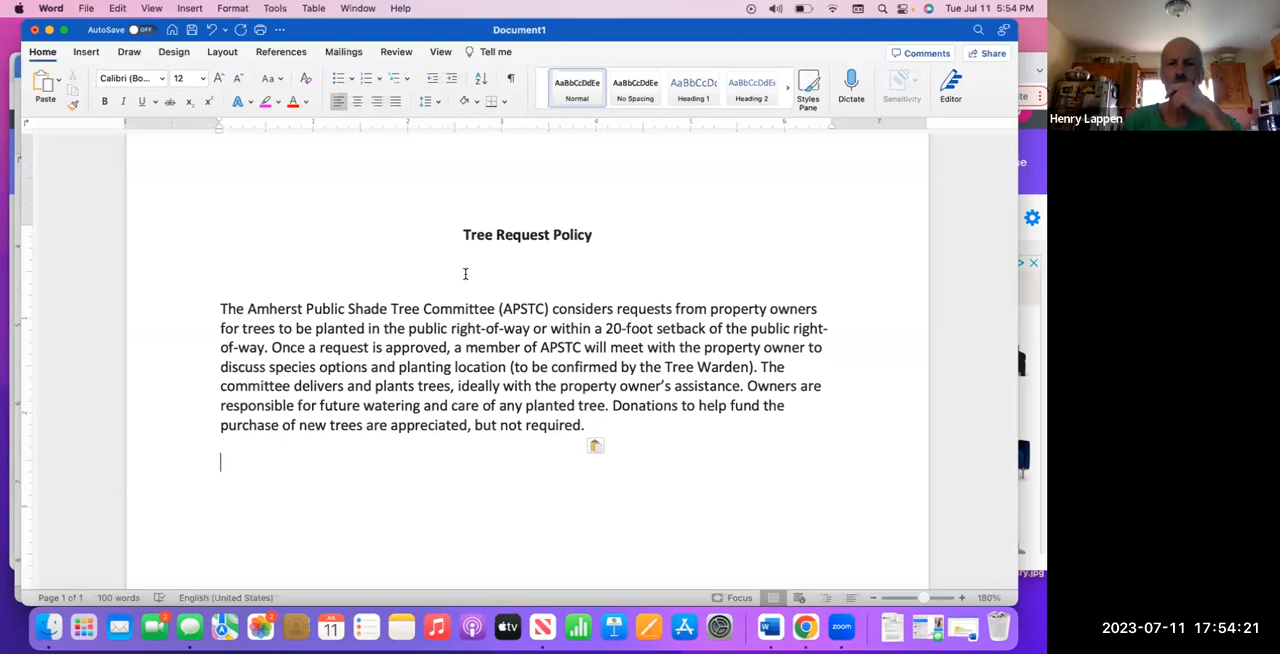 Word File Edit View Insert Format Tools Table Window Help Tue Jul 11 5:54 PM
AutoSave OFF Document1
Home Insert Draw Design Layout References Mailings Review View Tell me Comments Share
Paste Calibri (Bo... 12 Aa
AaBbCcDdEe AaBbCcDdEe AaBbCcDc AaBbCcDdEe
Normal No Spacing Heading 1 Heading 2 Styles Pane Dictate Sensitivity Editor
Henry Lappen
Tree Request Policy
The Amherst Public Shade Tree Committee (APSTC) considers requests from property owners
for trees to be planted in the public right-of-way or within a 20-foot setback of the public right-
of-way. Once a request is approved, a member of APSTC will meet with the property owner to
discuss species options and planting location (to be confirmed by the Tree Warden). The
committee delivers and plants trees, ideally with the property owner's assistance. Owners are
responsible for future watering and care of any planted tree. Donations to help fund the
purchase of new trees are appreciated, but not required.
Page 1 of 1 100 words English (United States) Focus 180%
JUL 11 tv zoom
2023-07-11 17:54:21